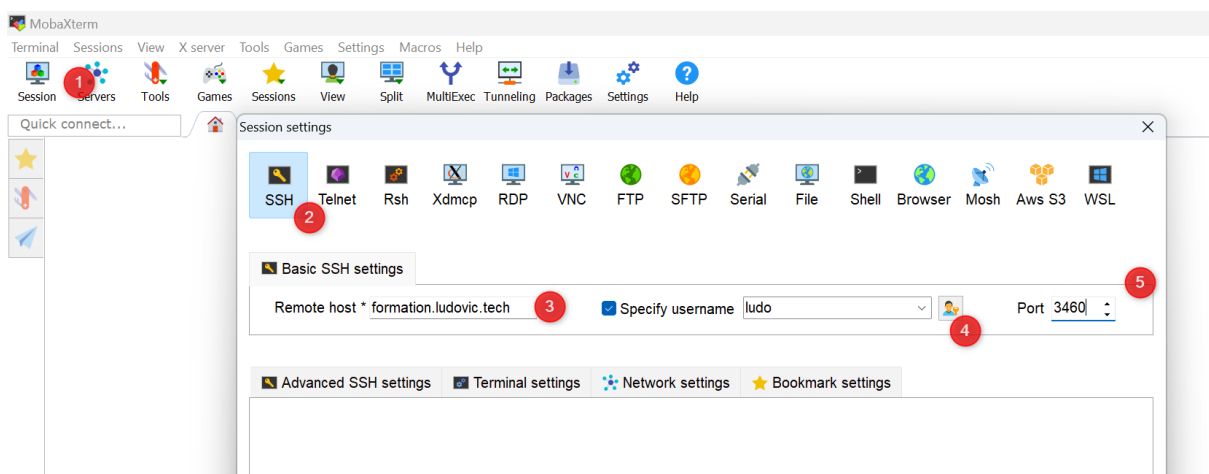 MobaXterm
Terminal Sessions View X server Tools Games Settings Macros Help
1
Session Servers Tools Games Sessions View Split MultiExec Tunneling Packages Settings Help
Quick connect...
Session settings
SSH Telnet Rsh Xdmcp RDP VNC FTP SFTP Serial File Shell Browser Mosh Aws S3 WSL
2
Basic SSH settings
5
Remote host * formation.ludovic.tech 3 Specify username ludo Port 3460
4
Advanced SSH settings Terminal settings Network settings Bookmark settings